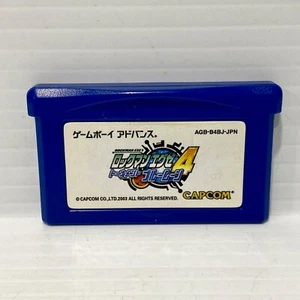 ゲームボーイ アドバンス. AGB-B4BJ-JPN
ロックマンエグゼ4
トーナメント ブルームーン
© CAPCOM CO.,LTD.2003 ALL RIGHTS RESERVED. CAPCOM